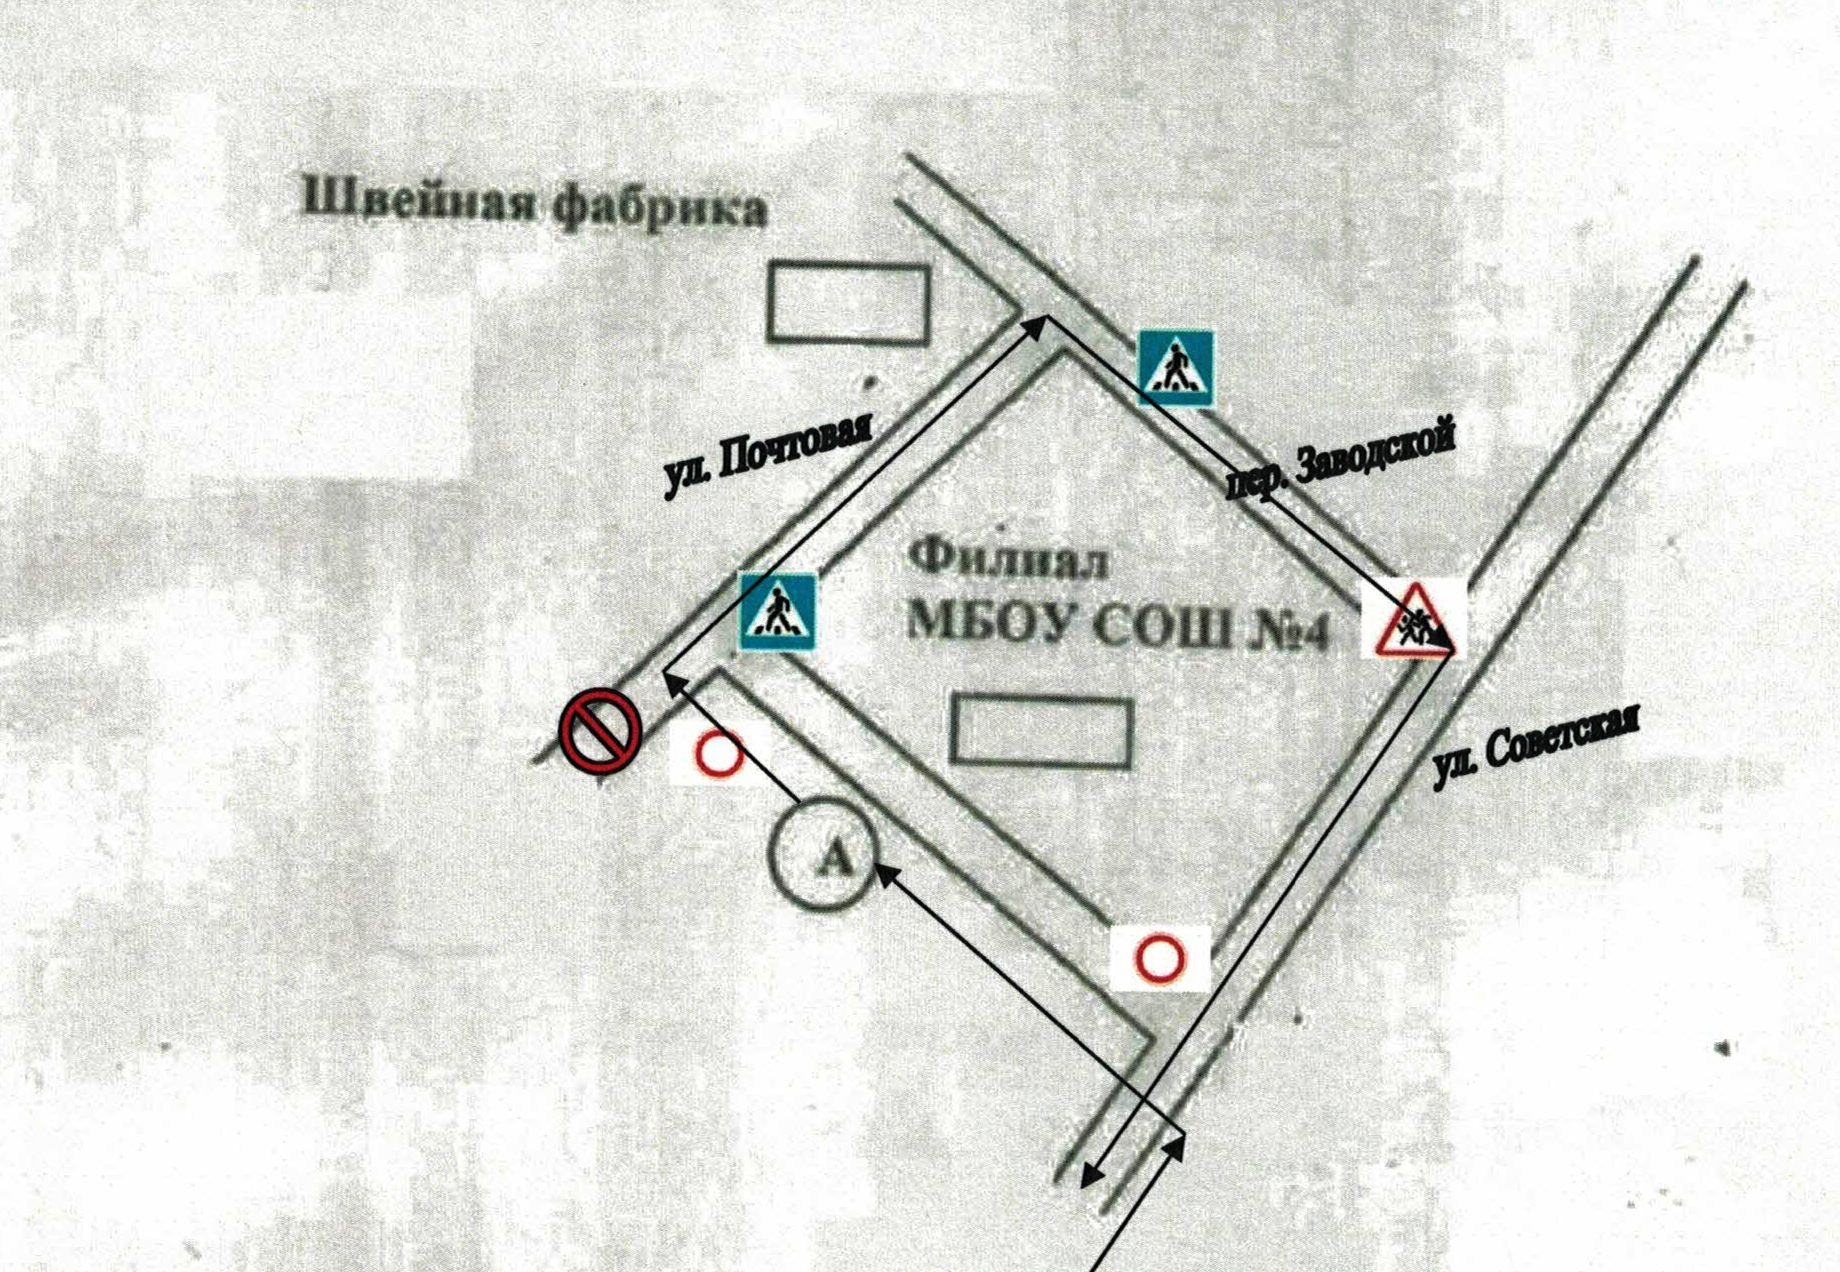 Швейная фабрика
ул. Почтовая
пер. Заводской
Филиал
МБОУ СОШ №4
ул. Советская
А